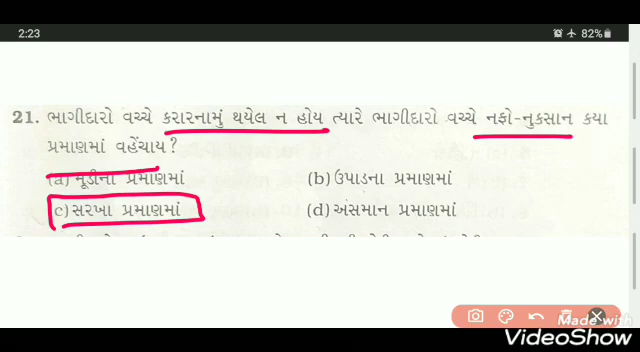 2:23
82%
21. ભાગીદારો વચ્ચે કરારનામું થયેલ ન હોય ત્યારે ભાગીદારો વચ્ચે નફો-નુકસાન કયા
પ્રમાણમાં વહેંચાય?
(a) મૂડીના પ્રમાણમાં (b) ઉપાડના પ્રમાણમાં
(c) સરખા પ્રમાણમાં (d) અસમાન પ્રમાણમાં
Made with
VideoShow